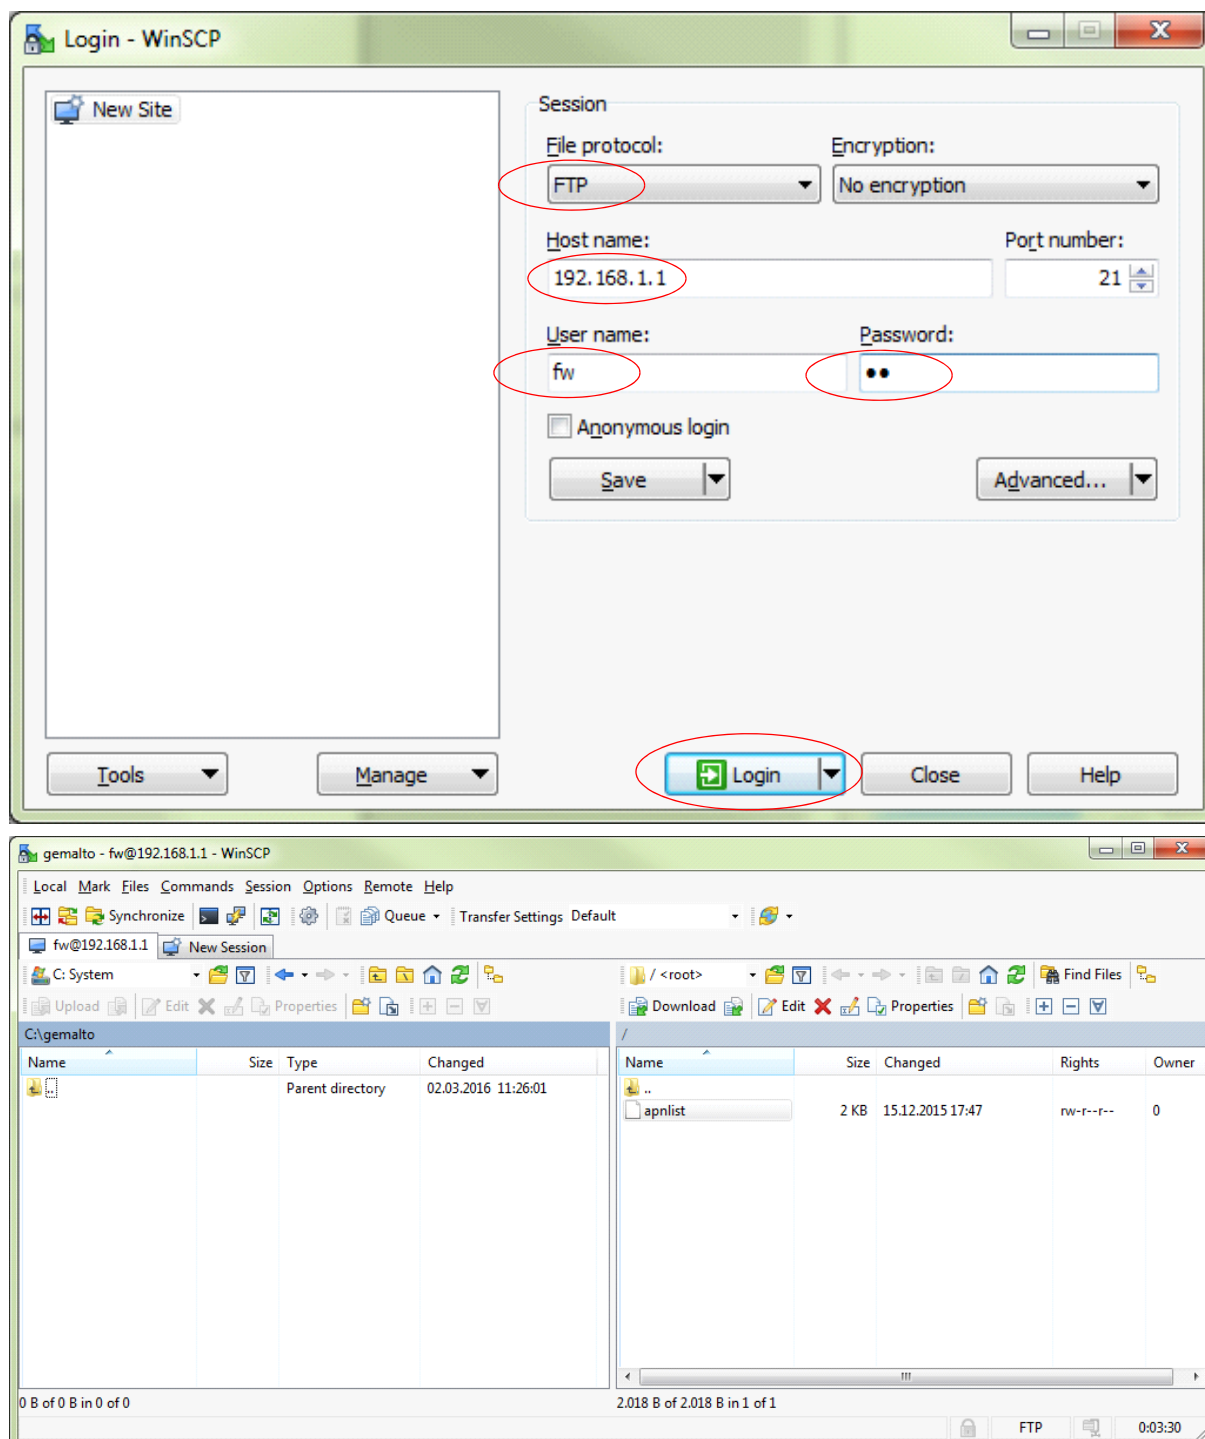 Login - WinSCP
New Site
Session
File protocol: Encryption:
FTP No encryption
Host name: Port number:
192.168.1.1 21
User name: Password:
fw ●●
Anonymous login
Save Advanced...
Tools Manage Login Close Help
gemalto - fw@192.168.1.1 - WinSCP
Local Mark Files Commands Session Options Remote Help
Synchronize Queue Transfer Settings Default
fw@192.168.1.1 New Session
C: System / <root> Find Files
Upload Edit Properties Download Edit Properties
C:\gemalto /
Name Size Type Changed Name Size Changed Rights Owner
.. Parent directory 02.03.2016 11:26:01 ..
apnlist 2 KB 15.12.2015 17:47 rw-r--r-- 0
0 B of 0 B in 0 of 0 2.018 B of 2.018 B in 1 of 1
FTP 0:03:30